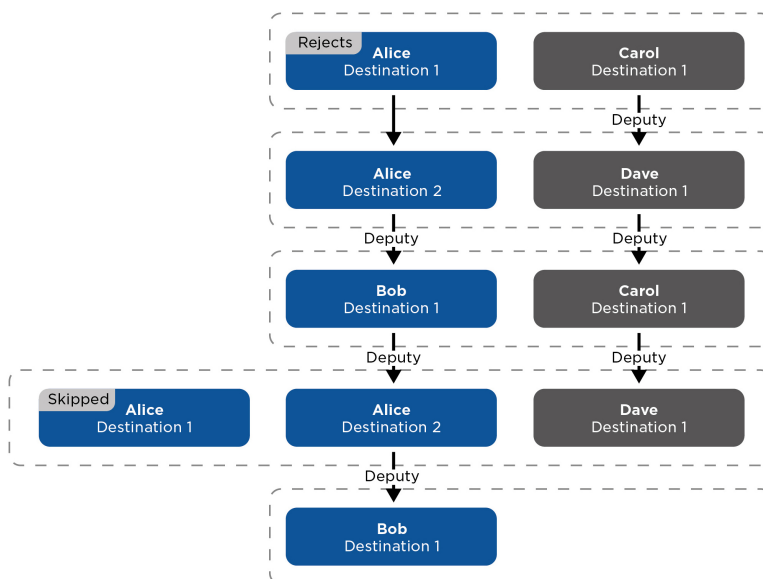 Rejects
Alice
Destination 1
Carol
Destination 1
Deputy
Alice
Destination 2
Dave
Destination 1
Deputy
Deputy
Bob
Destination 1
Carol
Destination 1
Deputy
Deputy
Skipped
Alice
Destination 1
Alice
Destination 2
Dave
Destination 1
Deputy
Bob
Destination 1